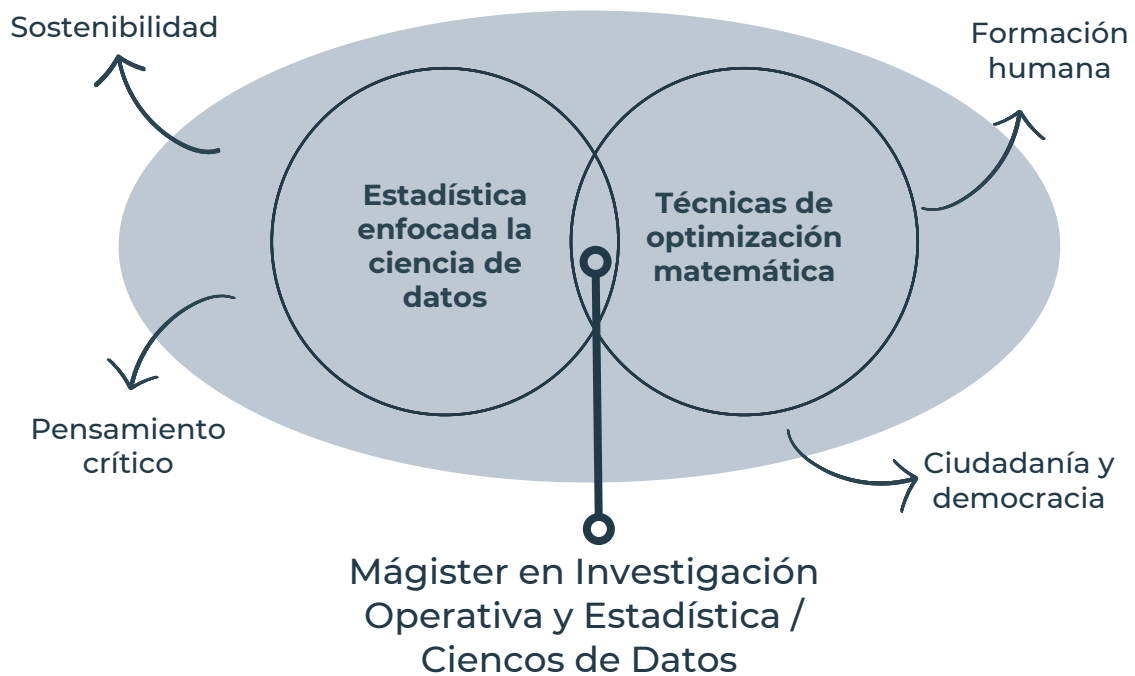 Sostenibilidad
Formación
humana
Estadística
enfocada la
ciencia de
datos
Técnicas de
optimización
matemática
Pensamiento
crítico
Ciudadanía y
democracia
Mágister en Investigación
Operativa y Estadística /
Ciencos de Datos